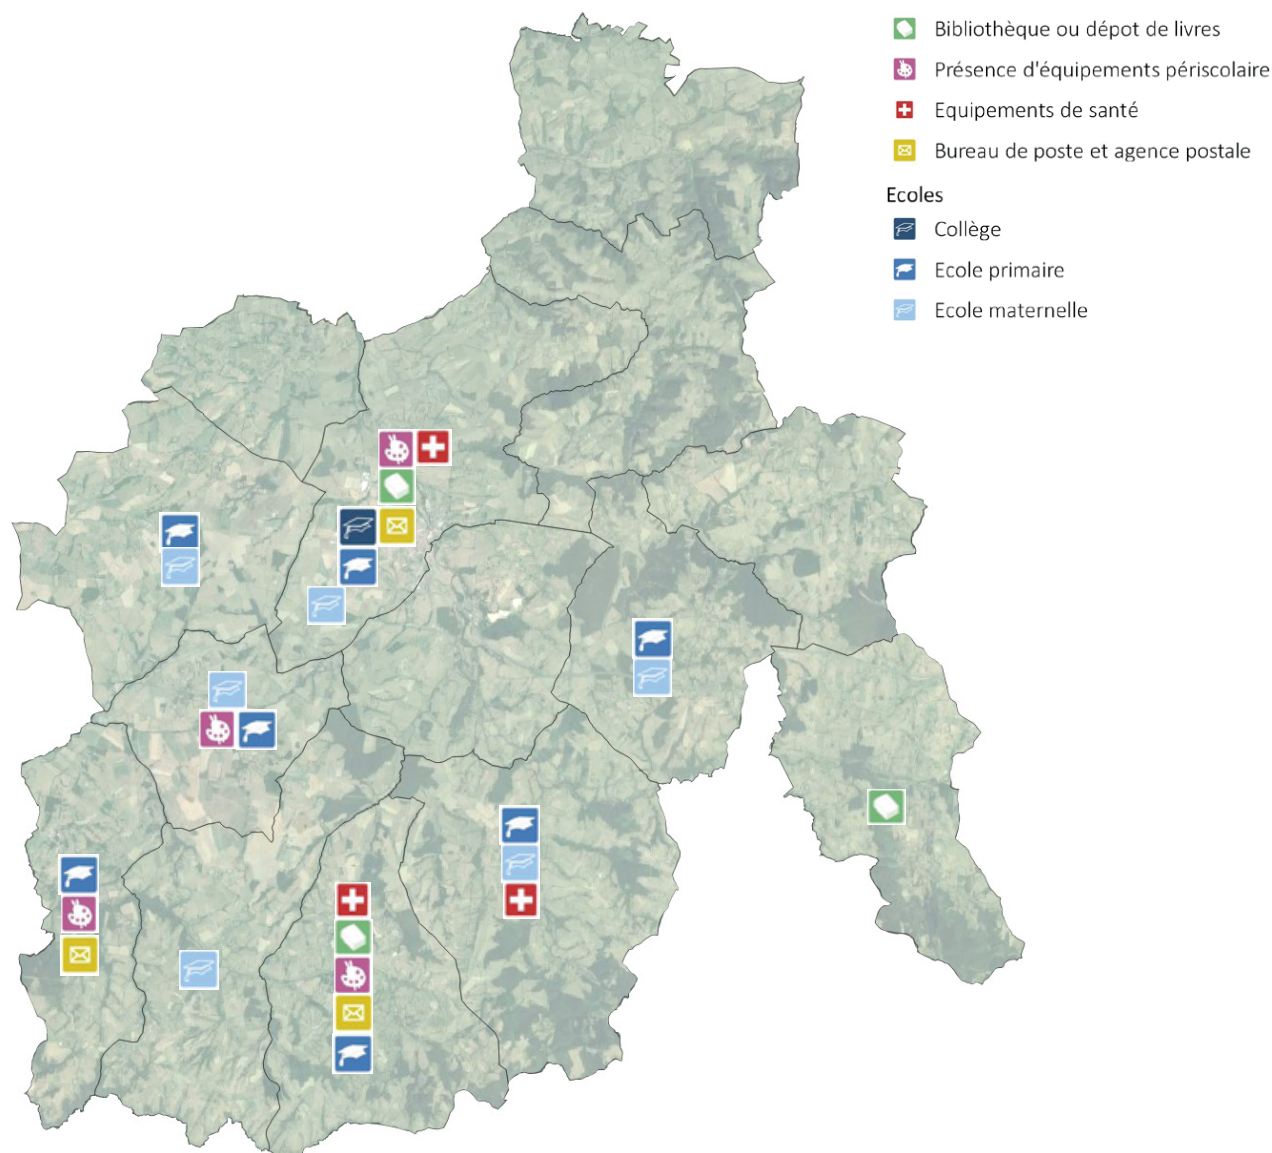 Bibliothèque ou dépot de livres
Présence d'équipements périscolaire
Equipements de santé
Bureau de poste et agence postale
Ecoles
Collège
Ecole primaire
Ecole maternelle